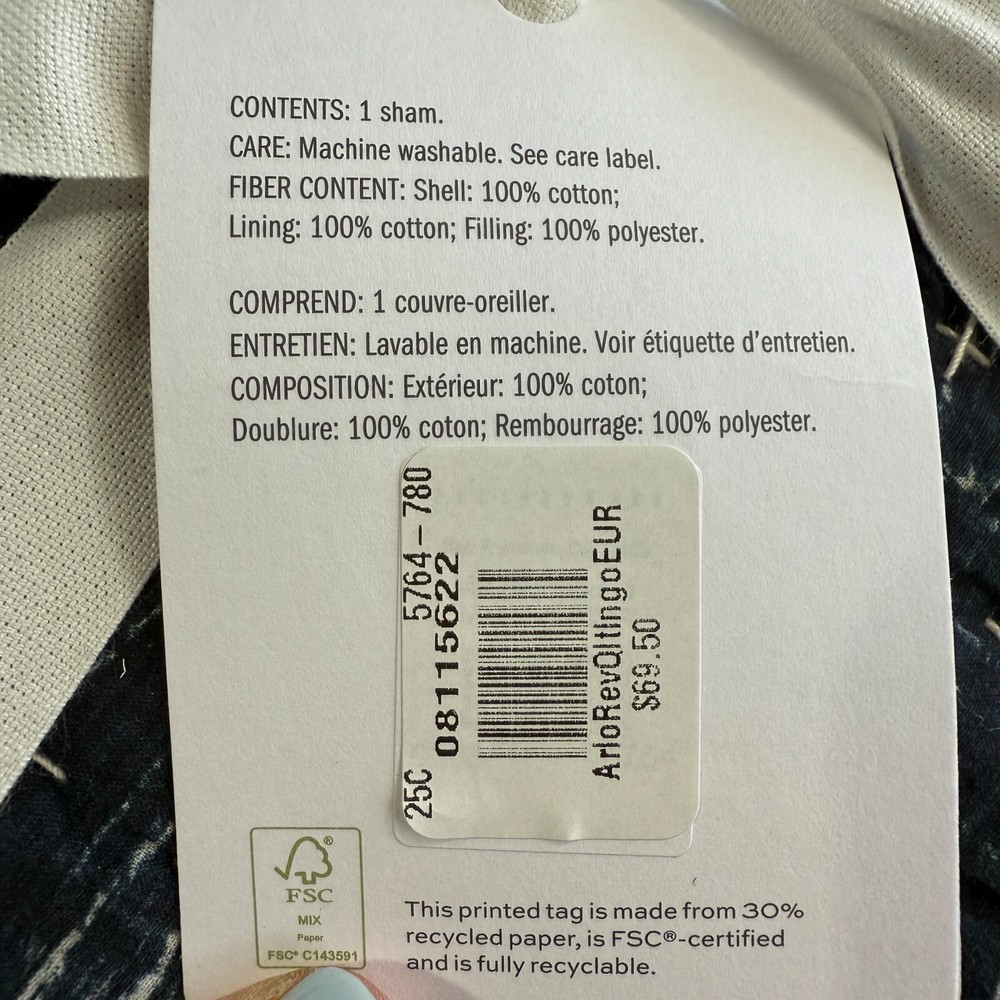 CONTENTS: 1 sham.
CARE: Machine washable. See care label.
FIBER CONTENT: Shell: 100% cotton;
Lining: 100% cotton; Filling: 100% polyester.
COMPREND: 1 couvre-oreiller.
ENTRETIEN: Lavable en machine. Voir étiquette d'entretien.
COMPOSITION: Extérieur: 100% coton;
Doublure: 100% coton; Rembourrage: 100% polyester.
25C 5764-780
08115622
ArloRevQltIngoEUR
$69.50
FSC®
MIX
Paper
FSC® C143591
This printed tag is made from 30%
recycled paper, is FSC®-certified
and is fully recyclable.